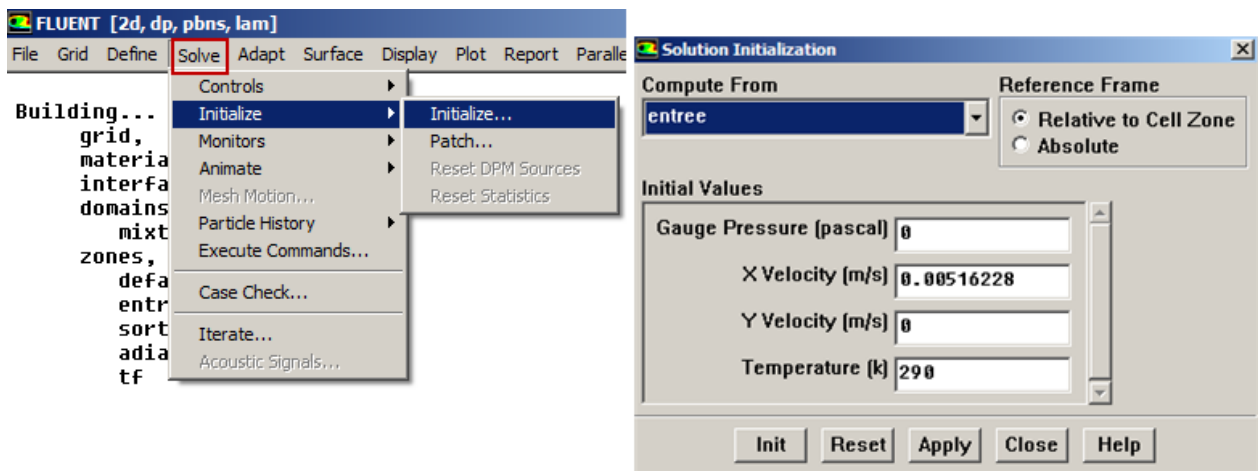 FLUENT [2d, dp, pbns, lam]
File Grid Define Solve Adapt Surface Display Plot Report Paralle
Building...
grid,
materia
interfa
domains
mixt
zones,
defa
entr
sort
adia
tf
Controls
Initialize
Monitors
Animate
Mesh Motion...
Particle History
Execute Commands...
Case Check...
Iterate...
Acoustic Signals...
Initialize...
Patch...
Reset DPM Sources
Reset Statistics
Solution Initialization
Compute From
entree
Reference Frame
Relative to Cell Zone
Absolute
Initial Values
Gauge Pressure (pascal) 0
X Velocity (m/s) 0.00516228
Y Velocity (m/s) 0
Temperature (k) 290
Init Reset Apply Close Help